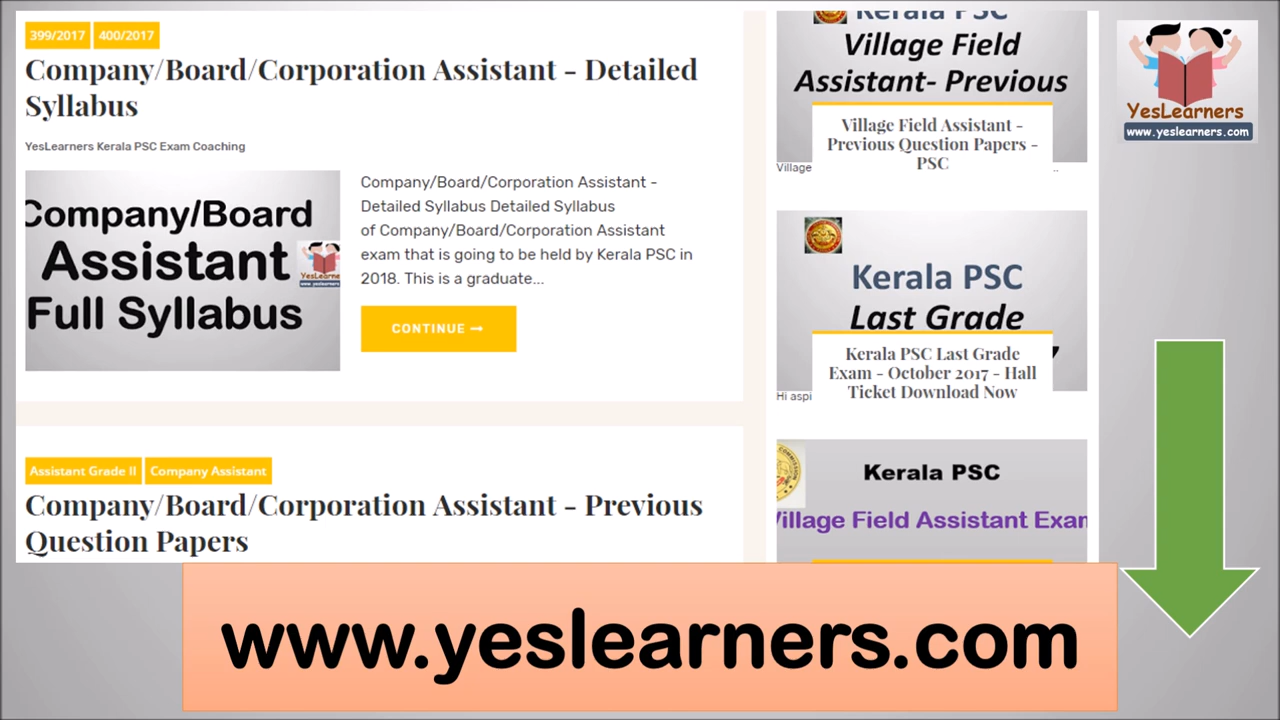 399/2017 400/2017
Company/Board/Corporation Assistant - Detailed
Syllabus
YesLearners Kerala PSC Exam Coaching
Company/Board
Assistant
Full Syllabus
YesLearners
Company/Board/Corporation Assistant -
Detailed Syllabus Detailed Syllabus
of Company/Board/Corporation Assistant
exam that is going to be held by Kerala PSC in
2018. This is a graduate...
CONTINUE
Assistant Grade II Company Assistant
Company/Board/Corporation Assistant - Previous
Question Papers
Kerala PSC
Village Field
Assistant- Previous
Village Field Assistant -
Previous Question Papers -
PSC
Village
..
Kerala PSC
Last Grade
Kerala PSC Last Grade
Exam - October 2017 - Hall
Ticket Download Now
Hi aspi
Kerala PSC
Village Field Assistant Exam
YesLearners
www.yeslearners.com
www.yeslearners.com